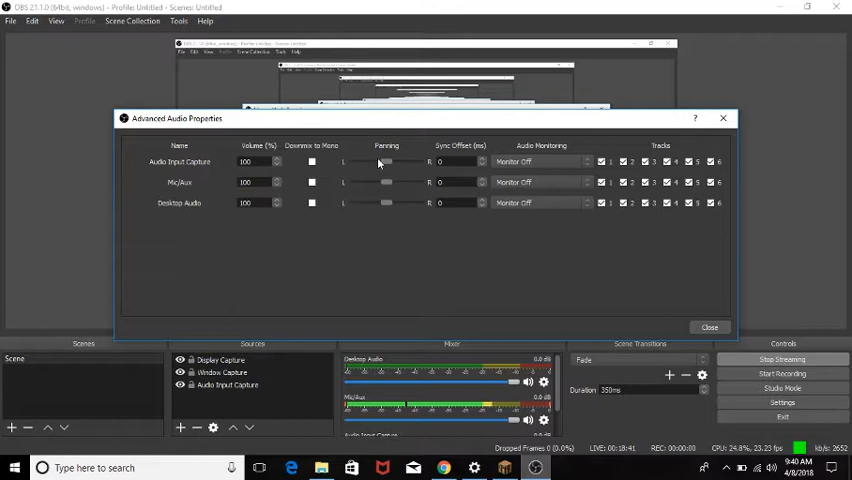 OBS 21.1.0 (64bit, windows) - Profile: Untitled - Scenes: Untitled
File Edit View Profile Scene Collection Tools Help
Advanced Audio Properties ?
Name Volume (%) Downmix to Mono Panning Sync Offset (ms) Audio Monitoring Tracks
Audio Input Capture 100 L R 0 Monitor Off 1 2 3 4 5 6
Mic/Aux 100 L R 0 Monitor Off 1 2 3 4 5 6
Desktop Audio 100 L R 0 Monitor Off 1 2 3 4 5 6
Close
Scenes Sources Mixer Scene Transitions Controls
Scene
Display Capture
Window Capture
Audio Input Capture
Desktop Audio 0.0 dB
Mic/Aux 0.0 dB
Audio Input Capture
Fade
Duration 350ms
Stop Streaming
Start Recording
Studio Mode
Settings
Exit
Dropped Frames 0 (0.0%) LIVE: 00:18:41 REC: 00:00:00 CPU: 24.8%, 23.23 fps kb/s: 2652
Type here to search
9:40 AM
4/8/2018